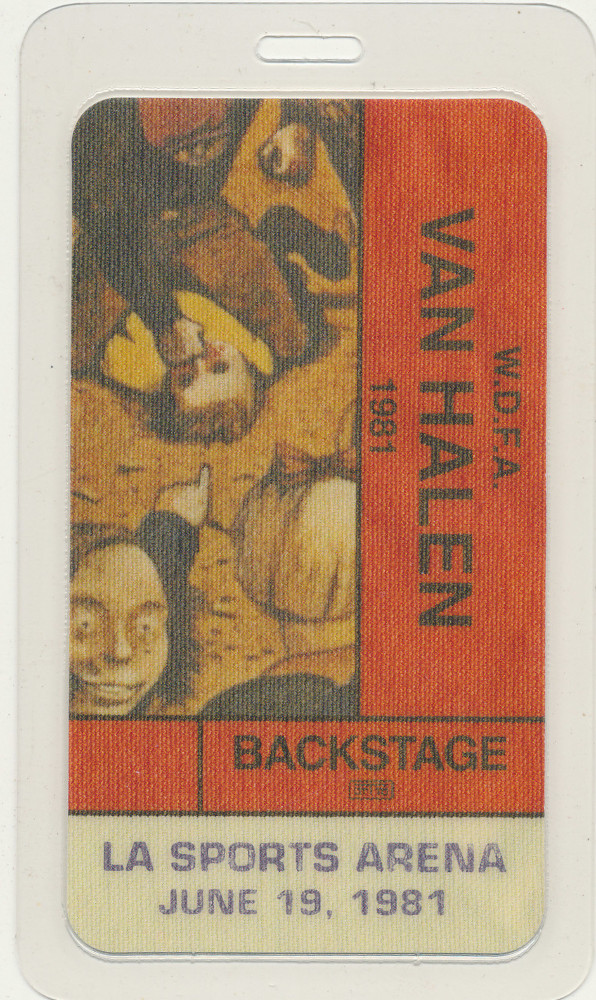 W.D.F.A.
VAN HALEN
1981
BACKSTAGE
LA SPORTS ARENA
JUNE 19, 1981